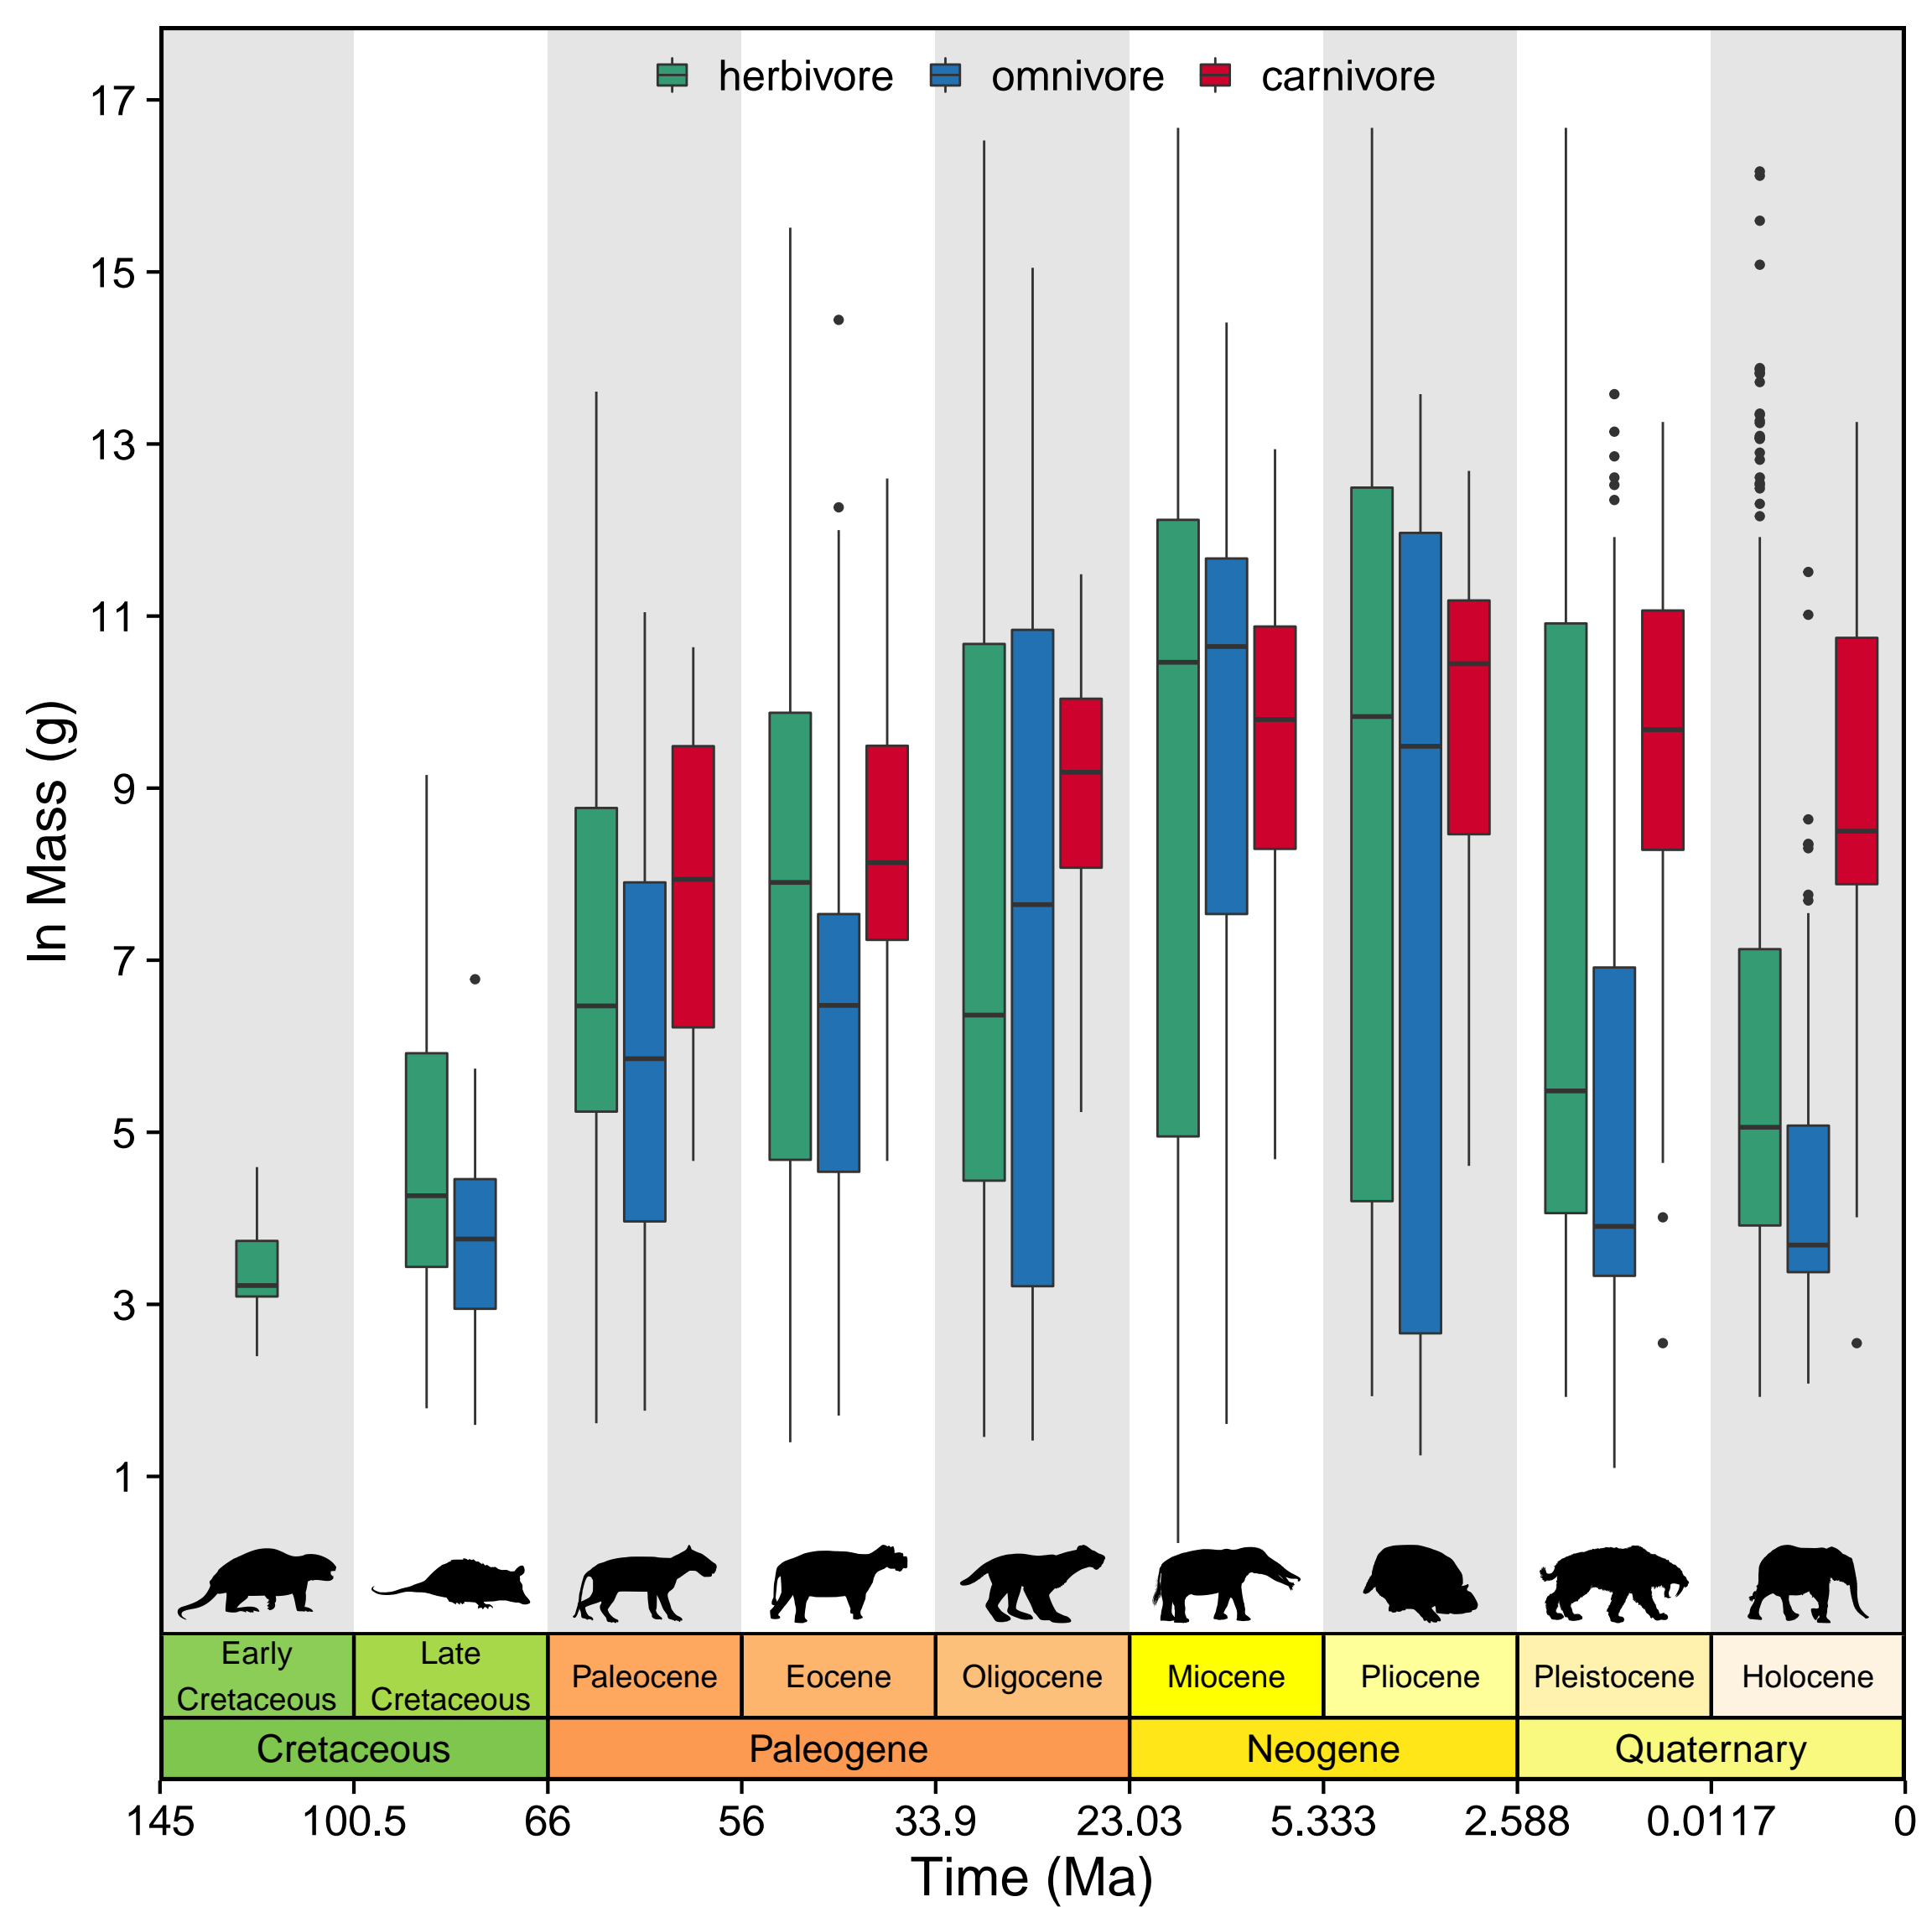 herbivore omnivore carnivore
17
15
13
11
9
7
5
3
1
ln Mass (g)
Early Cretaceous
Late Cretaceous
Paleocene
Eocene
Oligocene
Miocene
Pliocene
Pleistocene
Holocene
Cretaceous
Paleogene
Neogene
Quaternary
145 100.5 66 56 33.9 23.03 5.333 2.588 0.0117 0
Time (Ma)